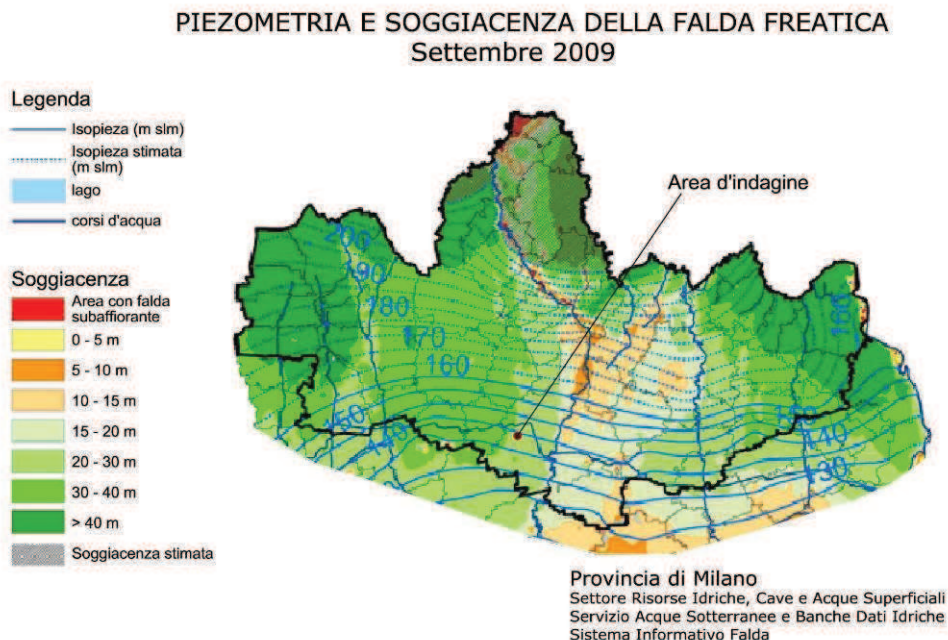 PIEZOMETRIA E SOGGIACENZA DELLA FALDA FREATICA
Settembre 2009
Legenda
Isopieza (m slm)
Isopieza stimata
(m slm)
lago
corsi d'acqua
Soggiacenza
Area con falda
subaffiorante
0 - 5 m
5 - 10 m
10 - 15 m
15 - 20 m
20 - 30 m
30 - 40 m
> 40 m
Soggiacenza stimata
Area d'indagine
200
190
180
170
160
150
140
160
140
130
Provincia di Milano
Settore Risorse Idriche, Cave e Acque Superficiali
Servizio Acque Sotterranee e Banche Dati Idriche
Sistema Informativo Falda